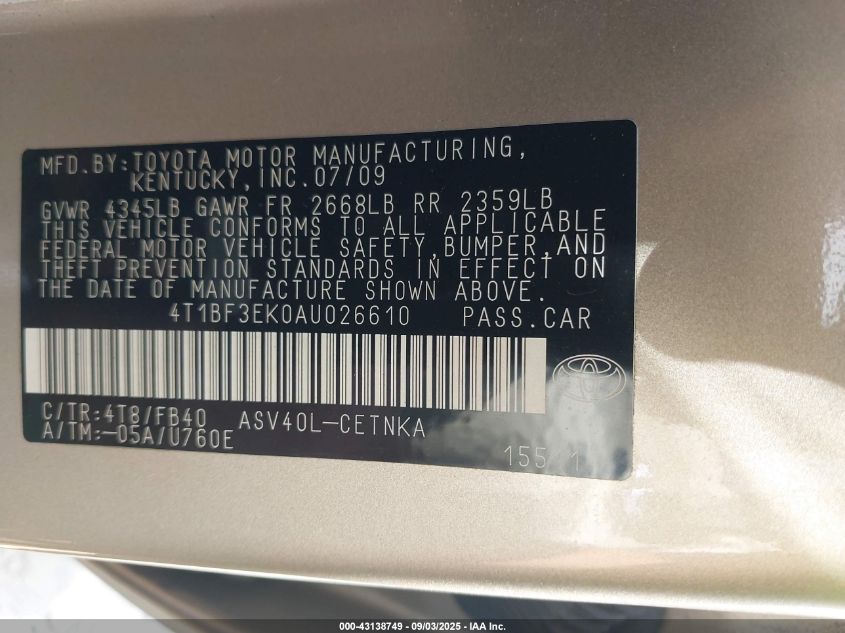 MFD.BY:TOYOTA MOTOR MANUFACTURING,
KENTUCKY,INC.07/09
GVWR 4345LB GAWR FR 2668LB RR 2359LB
THIS VEHICLE CONFORMS TO ALL APPLICABLE
FEDERAL MOTOR VEHICLE SAFETY,BUMPER,AND
THEFT PREVENTION STANDARDS IN EFFECT ON
THE DATE OF MANUFACTURE SHOWN ABOVE.
4T1BF3EK0AU026610 PASS.CAR
C/TR:4T8/FB40 ASV40L-CETNKA
A/TM:-05A/U760E
000-43138749 - 09/03/2025 - IAA Inc.